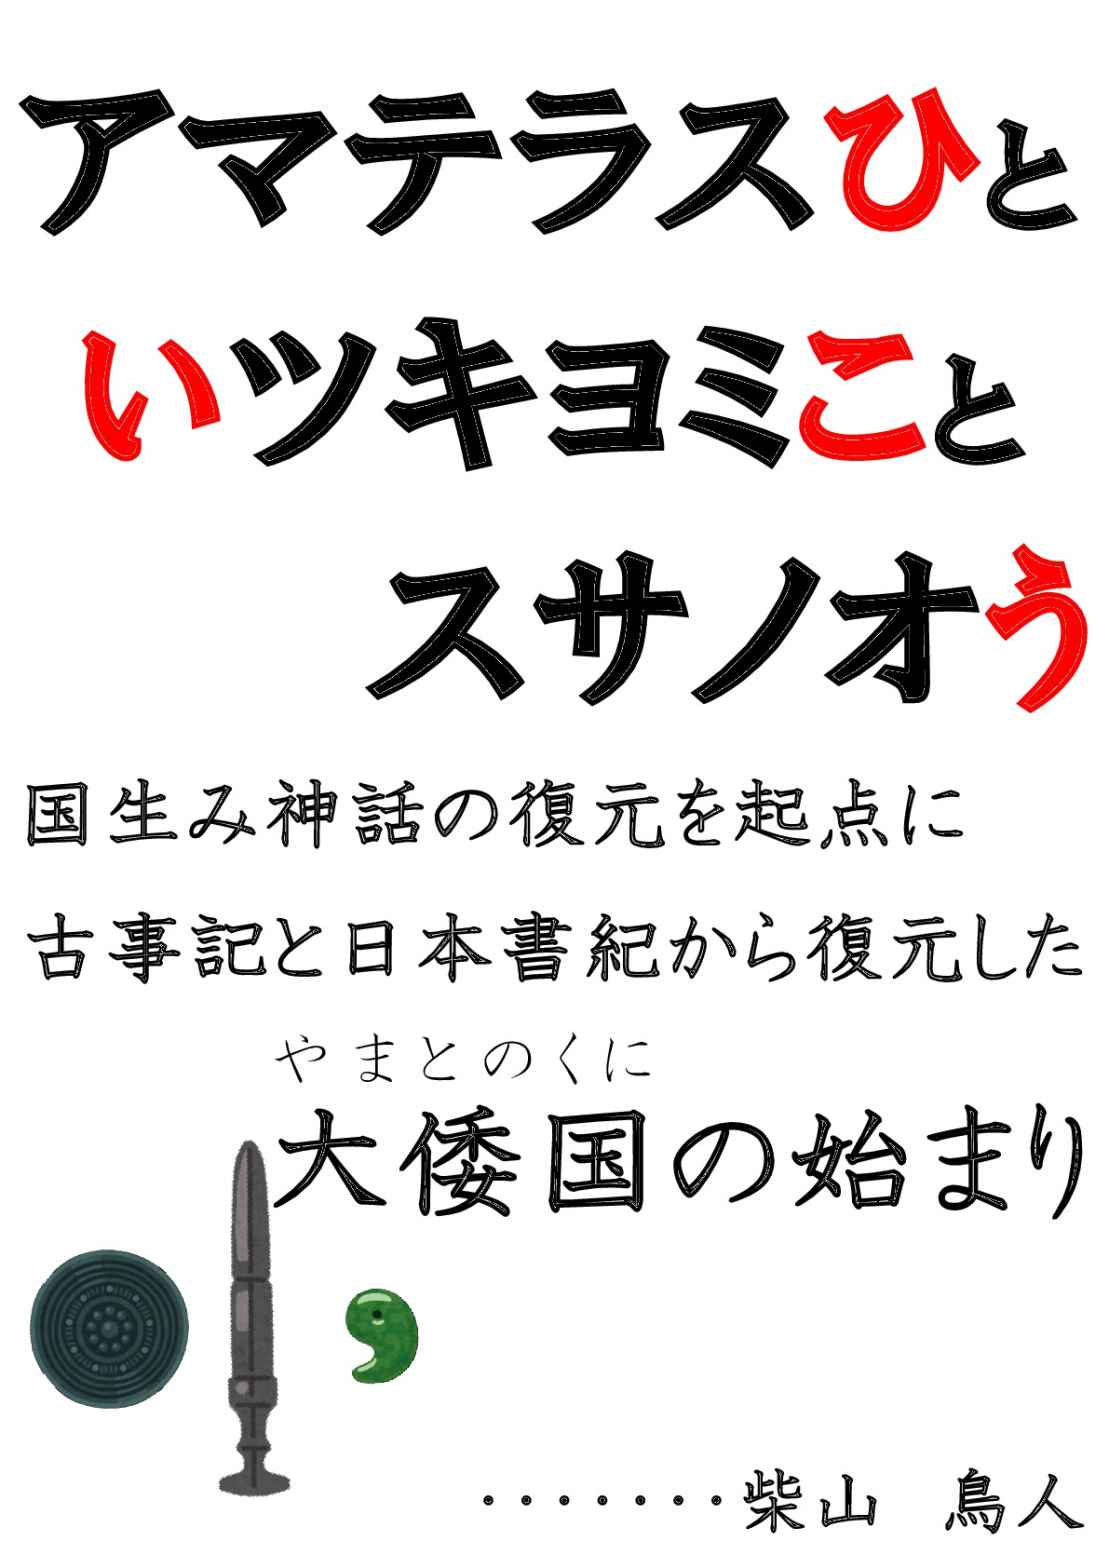 アマテラスひと
いツキヨミこと
スサノオう
国生み神話の復元を起点に
古事記と日本書紀から復元した
やまとのくに
大倭国の始まり
・・・・・・・柴山　鳥人